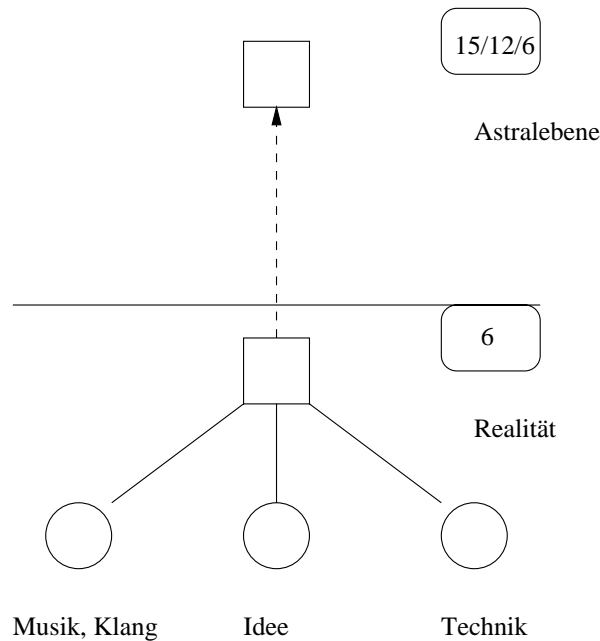 15/12/6
Astralebene
6
Realität
Musik, Klang
Idee
Technik